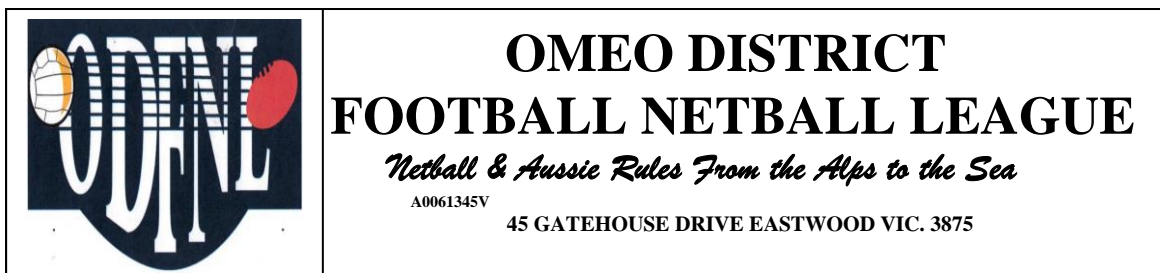 ODFNL
OMEO DISTRICT
FOOTBALL NETBALL LEAGUE
Netball & Aussie Rules From the Alps to the Sea
A0061345V
45 GATEHOUSE DRIVE EASTWOOD VIC. 3875